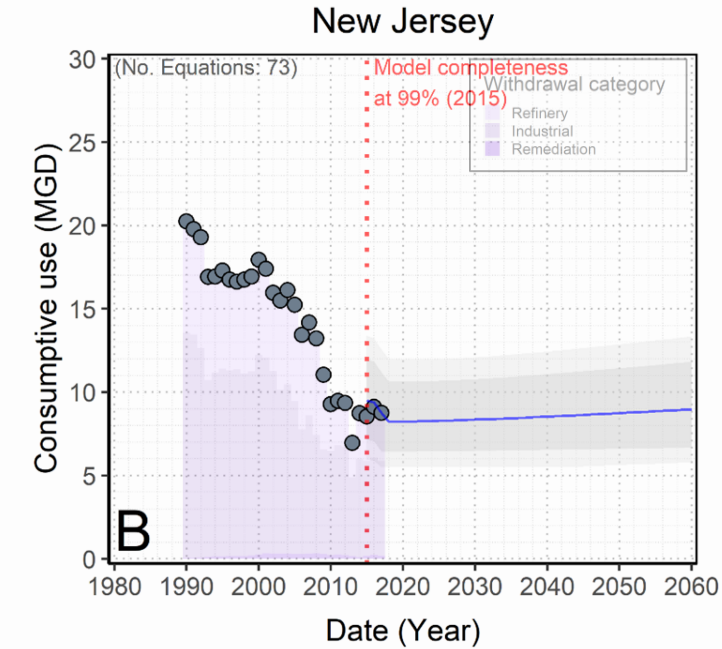 New Jersey
(No. Equations: 73)
Model completeness
at 99% (2015)
Withdrawal category
Refinery
Industrial
Remediation
Consumptive use (MGD)
30
25
20
15
10
5
0
B
1980 1990 2000 2010 2020 2030 2040 2050 2060
Date (Year)